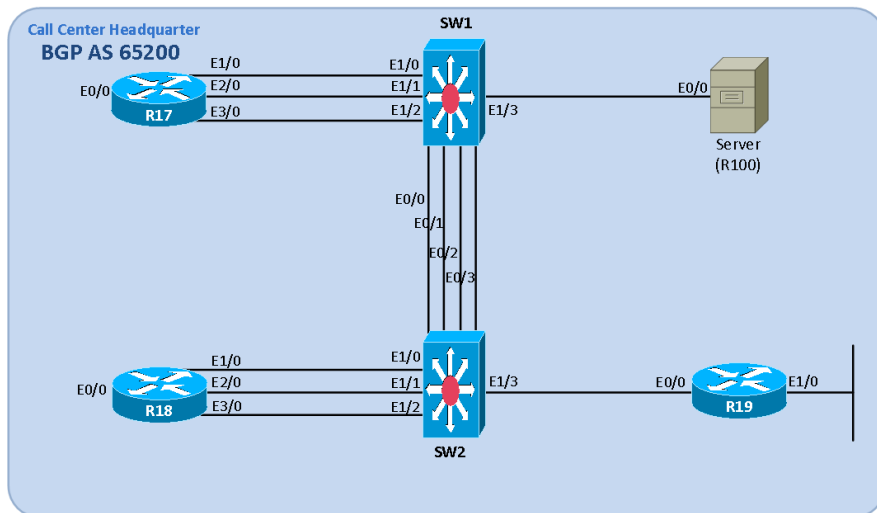 Call Center Headquarter
BGP AS 65200
SW1
E1/0
E1/0
E0/0
E2/0
E1/1
E0/0
E3/0
E1/2
E1/3
R17
Server
(R100)
E0/0
E0/1
E0/2
E0/3
E1/0
E1/0
E0/0
E2/0
E1/1
E1/3
E0/0
E1/0
E3/0
E1/2
R18
R19
SW2